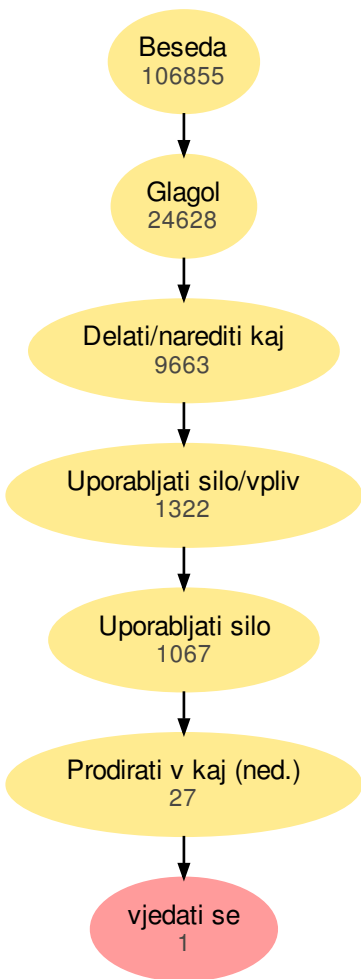 Beseda
106855
Glagol
24628
Delati/narediti kaj
9663
Uporabljati silo/vpliv
1322
Uporabljati silo
1067
Prodirati v kaj (ned.)
27
vjedati se
1